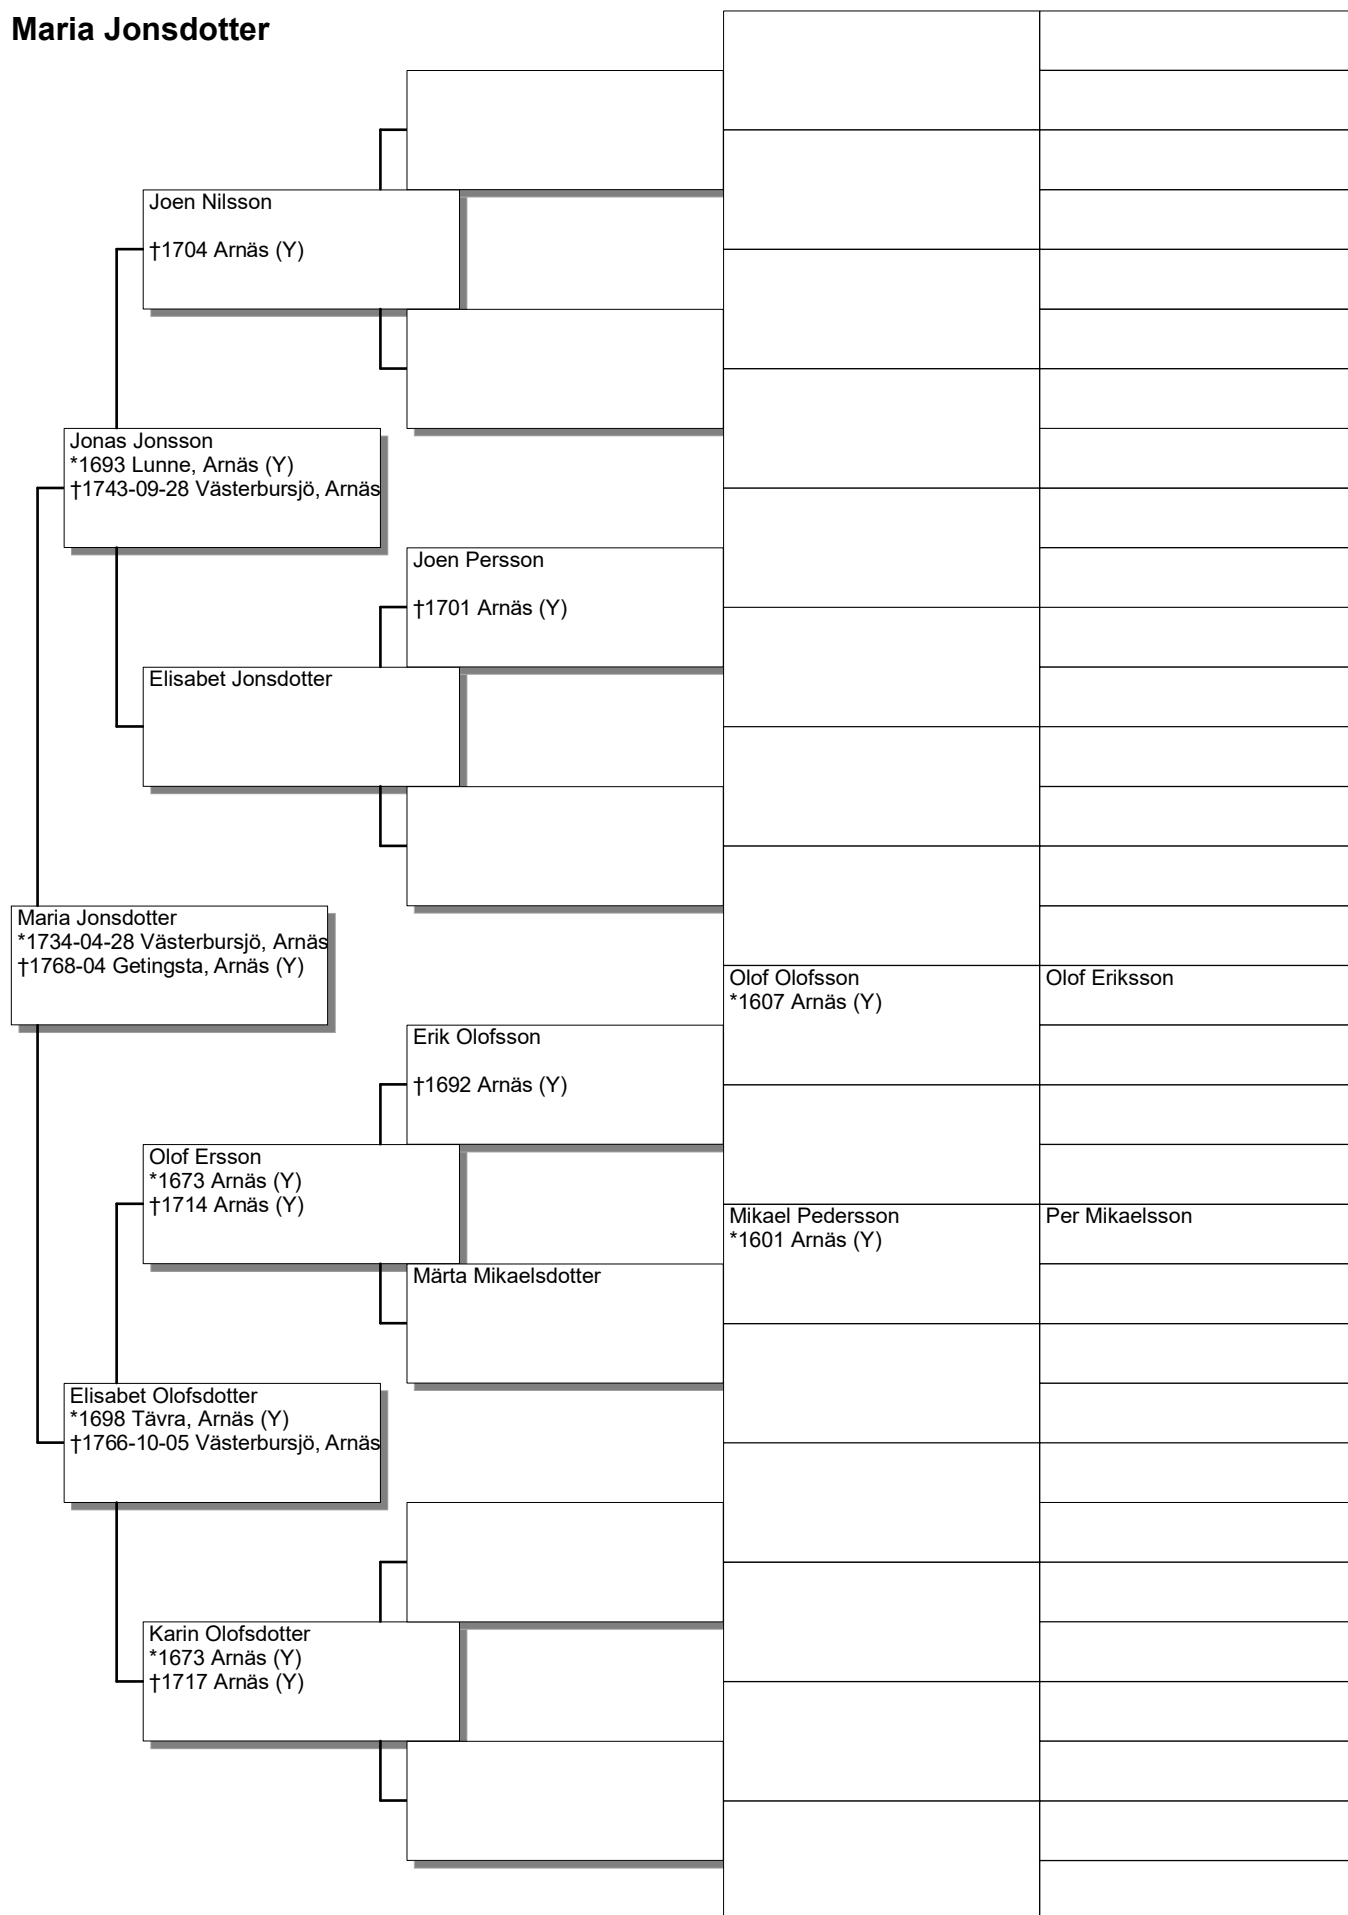 Maria Jonsdotter
Joen Nilsson
†1704 Arnäs (Y)
Jonas Jonsson
*1693 Lunne, Arnäs (Y)
†1743-09-28 Västerbursjö, Arnäs
Joen Persson
†1701 Arnäs (Y)
Elisabet Jonsdotter
Maria Jonsdotter
*1734-04-28 Västerbursjö, Arnäs
†1768-04 Getingsta, Arnäs (Y)
Olof Olofsson
*1607 Arnäs (Y)
Olof Eriksson
Erik Olofsson
†1692 Arnäs (Y)
Olof Ersson
*1673 Arnäs (Y)
†1714 Arnäs (Y)
Mikael Pedersson
*1601 Arnäs (Y)
Per Mikaelsson
Märta Mikaelsdotter
Elisabet Olofsdotter
*1698 Tävra, Arnäs (Y)
†1766-10-05 Västerbursjö, Arnäs
Karin Olofsdotter
*1673 Arnäs (Y)
†1717 Arnäs (Y)